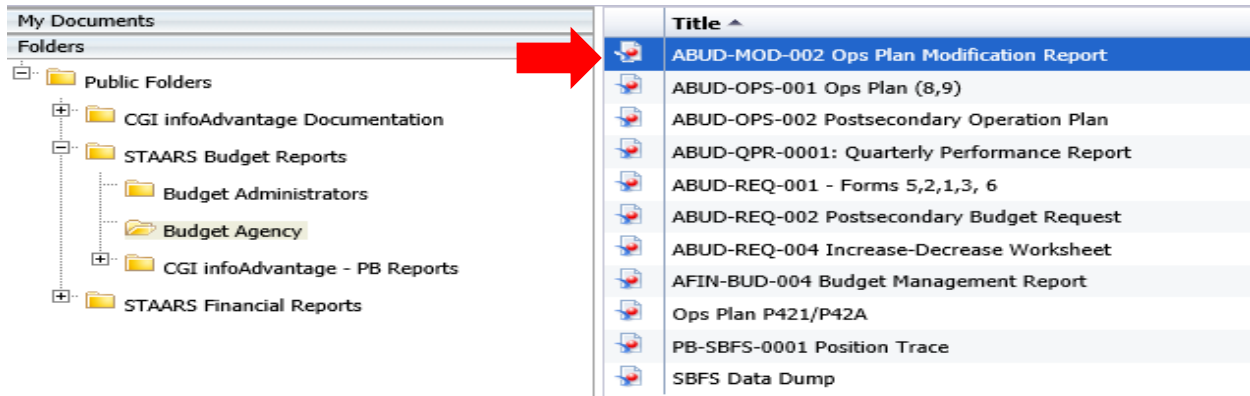 My Documents
Folders
Public Folders
CGI infoAdvantage Documentation
STAARS Budget Reports
Budget Administrators
Budget Agency
CGI infoAdvantage - PB Reports
STAARS Financial Reports
Title
ABUD-MOD-002 Ops Plan Modification Report
ABUD-OPS-001 Ops Plan (8,9)
ABUD-OPS-002 Postsecondary Operation Plan
ABUD-QPR-0001: Quarterly Performance Report
ABUD-REQ-001 - Forms 5,2,1,3, 6
ABUD-REQ-002 Postsecondary Budget Request
ABUD-REQ-004 Increase-Decrease Worksheet
AFIN-BUD-004 Budget Management Report
Ops Plan P421/P42A
PB-SBFS-0001 Position Trace
SBFS Data Dump